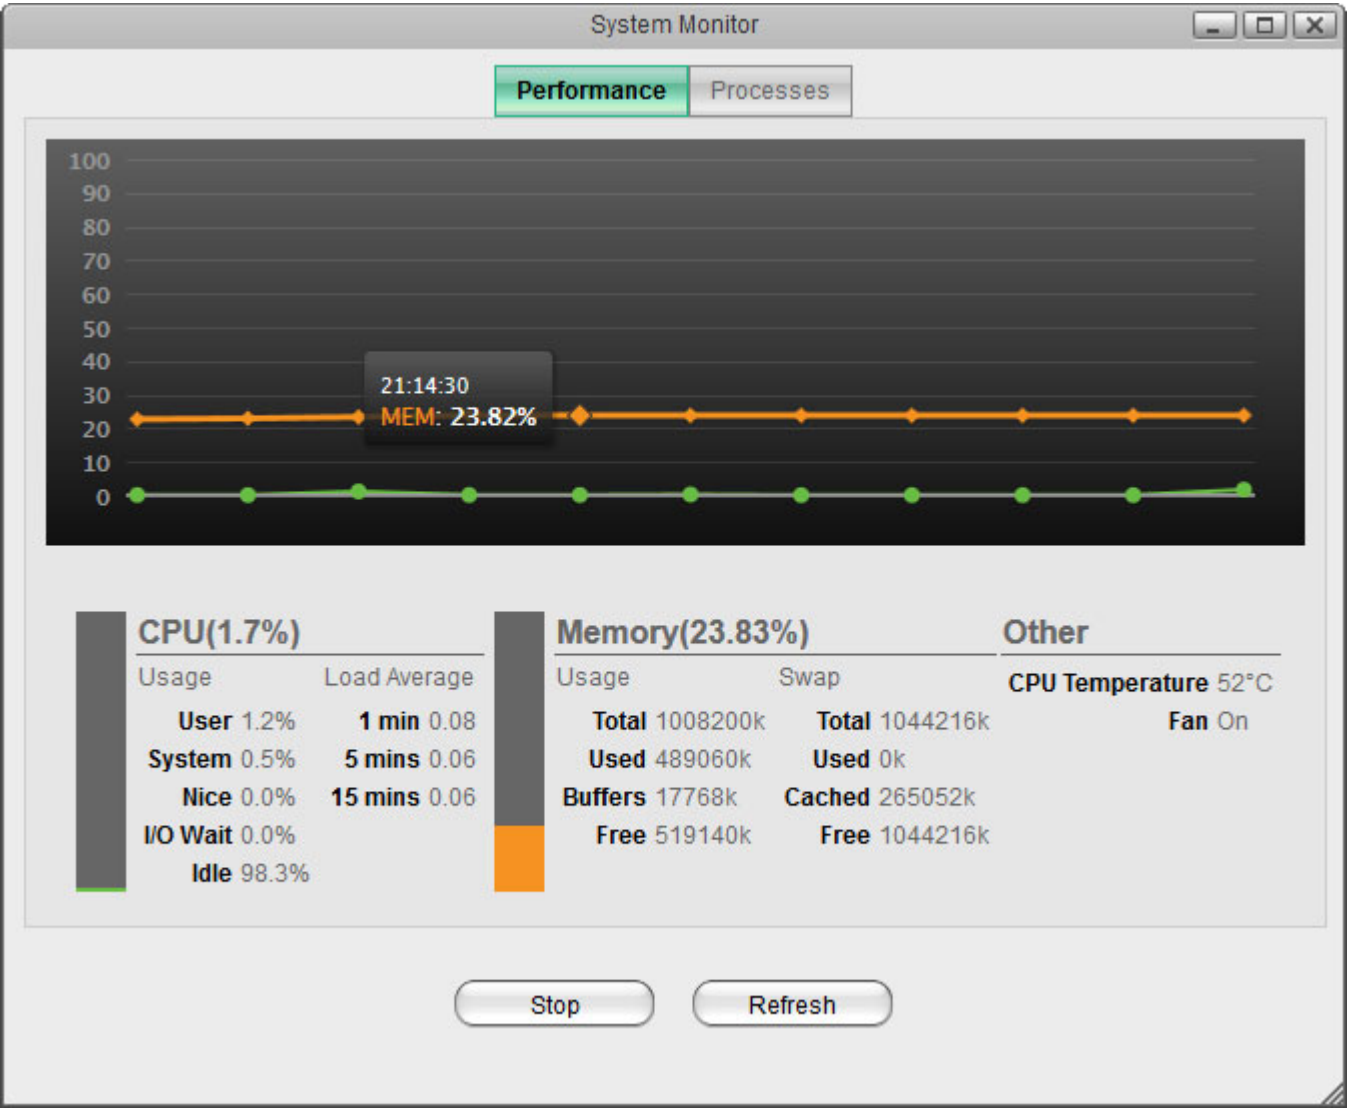 System Monitor
Performance Processes
100
90
80
70
60
50
40
30
20
10
0
21:14:30
MEM: 23.82%
CPU(1.7%) Memory(23.83%) Other
Usage Load Average Usage Swap CPU Temperature 52°C
User 1.2% 1 min 0.08 Total 1008200k Total 1044216k Fan On
System 0.5% 5 mins 0.06 Used 489060k Used 0k
Nice 0.0% 15 mins 0.06 Buffers 17768k Cached 265052k
I/O Wait 0.0% Free 519140k Free 1044216k
Idle 98.3%
Stop Refresh